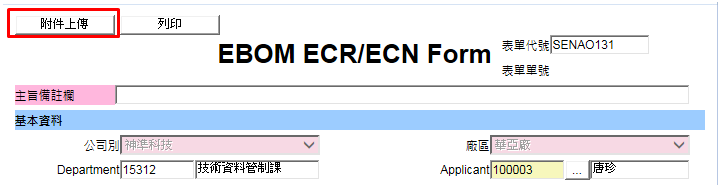 附件上傳 列印
EBOM ECR/ECN Form 表單代號 SENAO131
表單單號
主旨備註欄
基本資料
公司別 神準科技 廠區 華亞廠
Department 15312 技術資料管制課 Applicant 100003 ... 唐珍